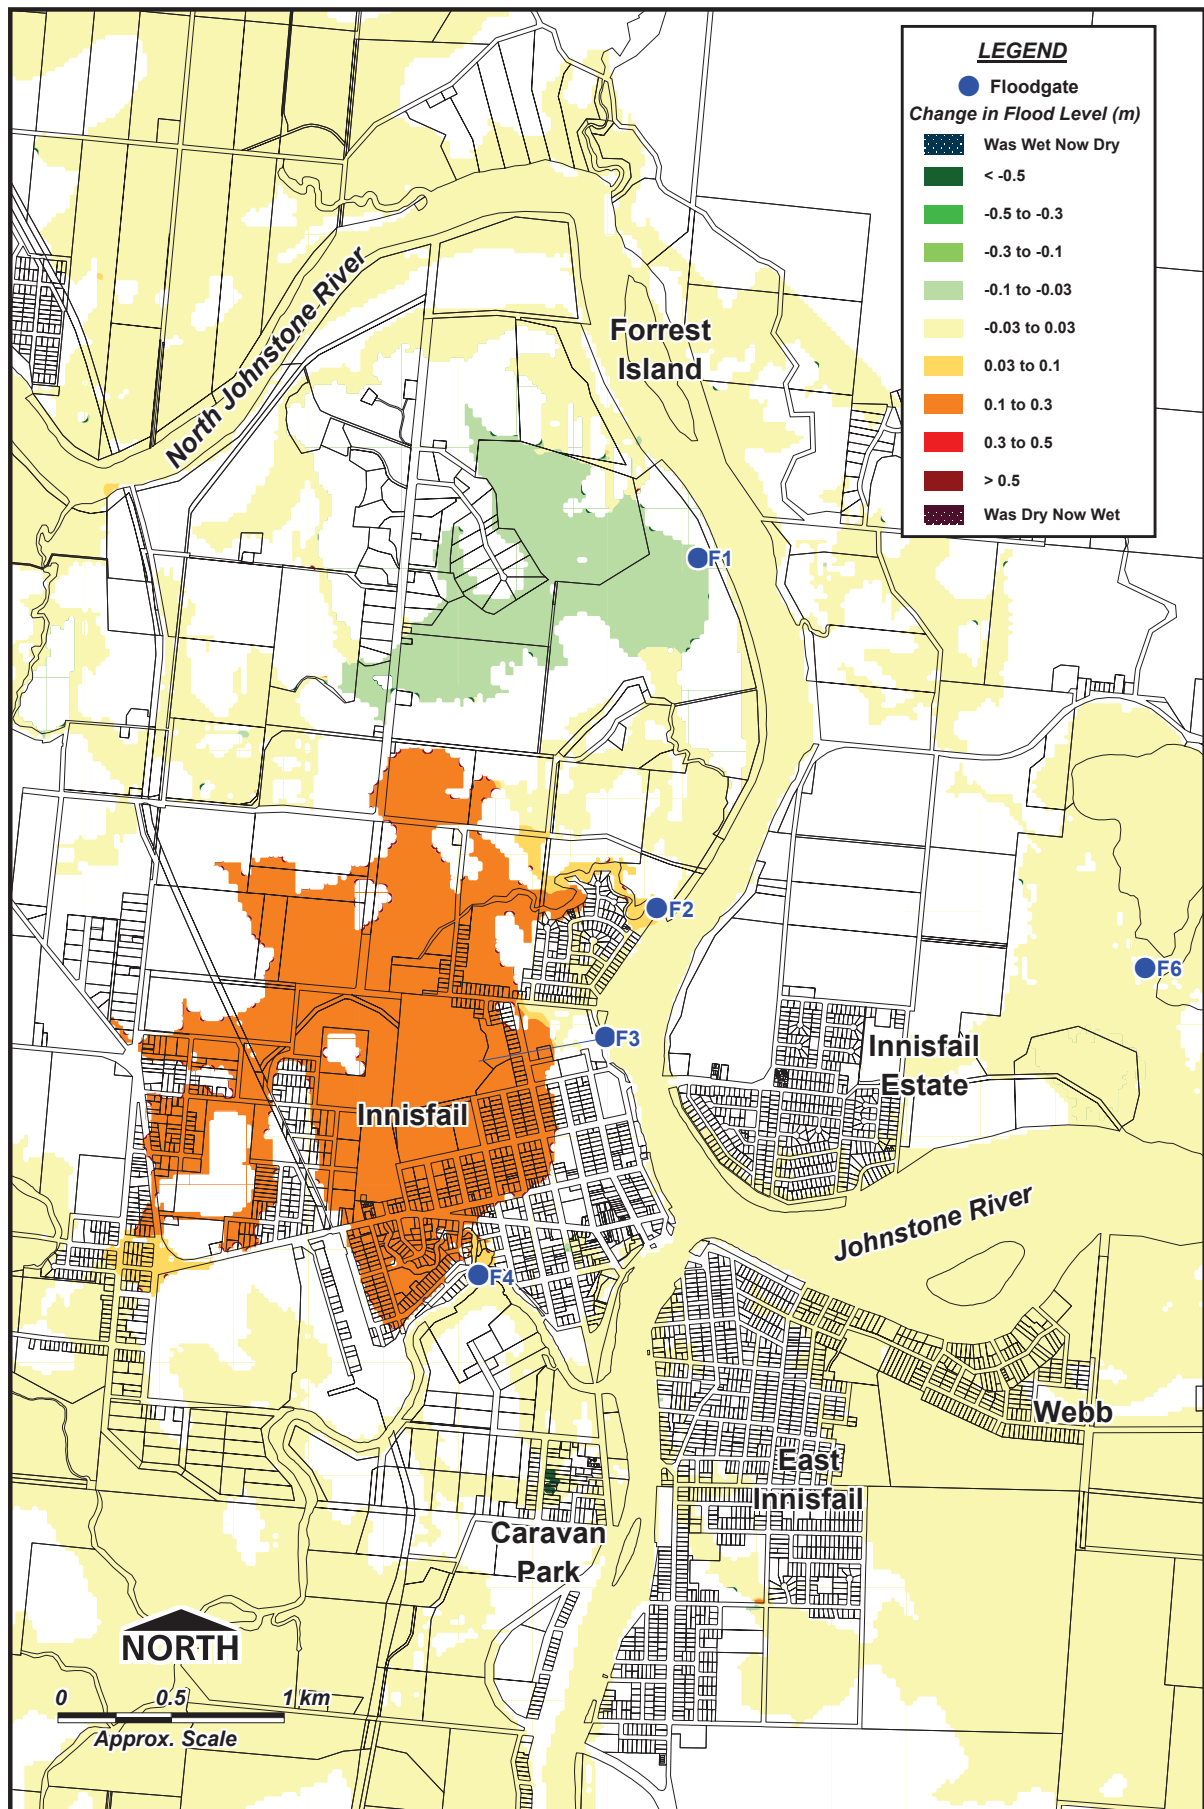 LEGEND
Floodgate
Change in Flood Level (m)
Was Wet Now Dry
< -0.5
-0.5 to -0.3
-0.3 to -0.1
-0.1 to -0.03
-0.03 to 0.03
0.03 to 0.1
0.1 to 0.3
0.3 to 0.5
> 0.5
Was Dry Now Wet
North Johnstone River
Forrest
Island
F1
F2
F6
F3
Innisfail
Estate
Innisfail
Johnstone River
F4
Webb
East
Innisfail
Caravan
Park
NORTH
0 0.5 1 km
Approx. Scale